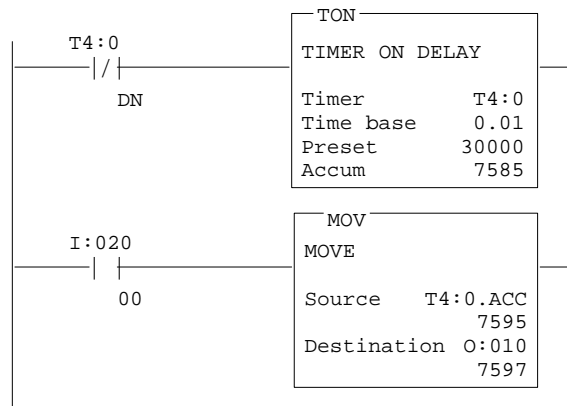 TON
T4:0
TIMER ON DELAY
DN
Timer T4:0
Time base 0.01
Preset 30000
Accum 7585
MOV
I:020
MOVE
00
Source T4:0.ACC
7595
Destination O:010
7597